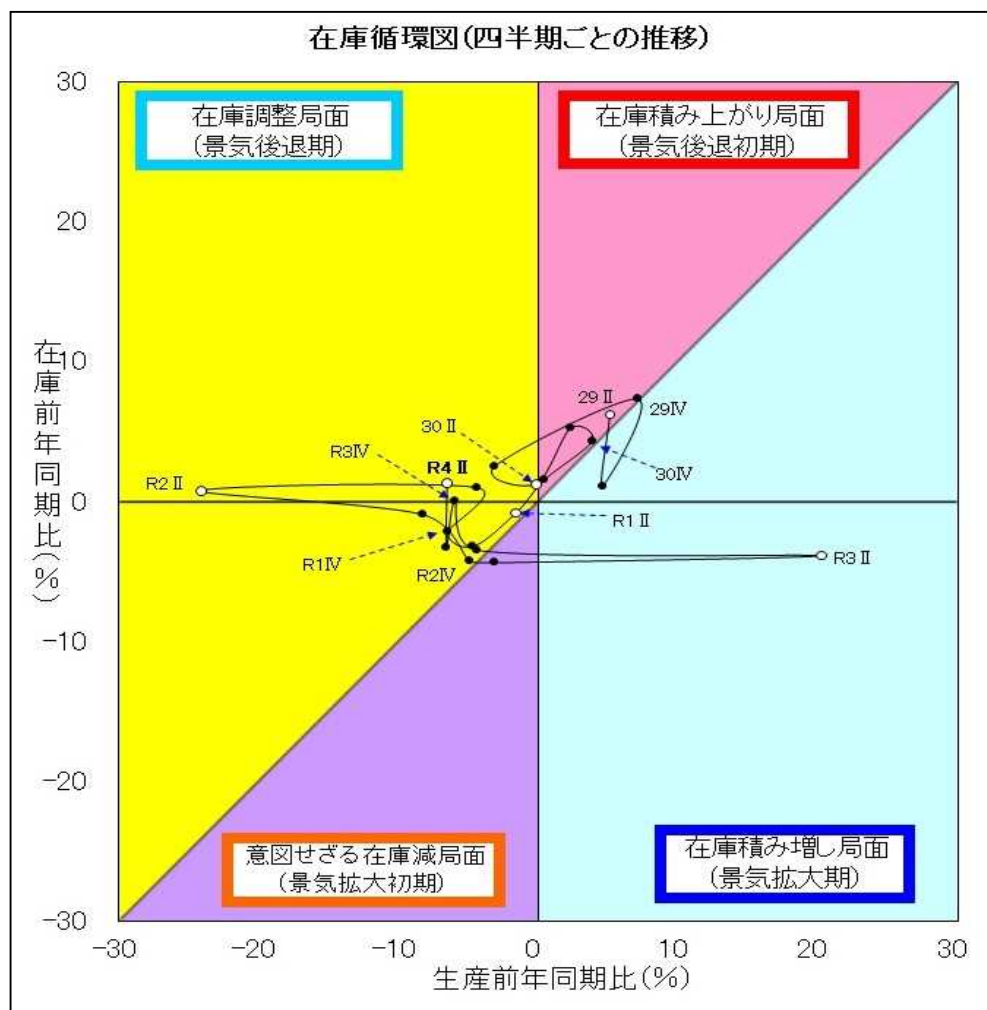 在庫循環図(四半期ごとの推移)
在庫調整局面
(景気後退期)
在庫積み上がり局面
(景気後退初期)
30
20
10
0
-10
-20
-30
在庫前年同期比(%)
29Ⅱ
29Ⅳ
30Ⅱ
R3Ⅳ
R4Ⅱ
30Ⅳ
R2Ⅱ
R1Ⅱ
R1Ⅳ
R2Ⅳ
R3Ⅱ
意図せざる在庫減局面
(景気拡大初期)
在庫積み増し局面
(景気拡大期)
-30
-20
-10
0
10
20
30
生産前年同期比(%)